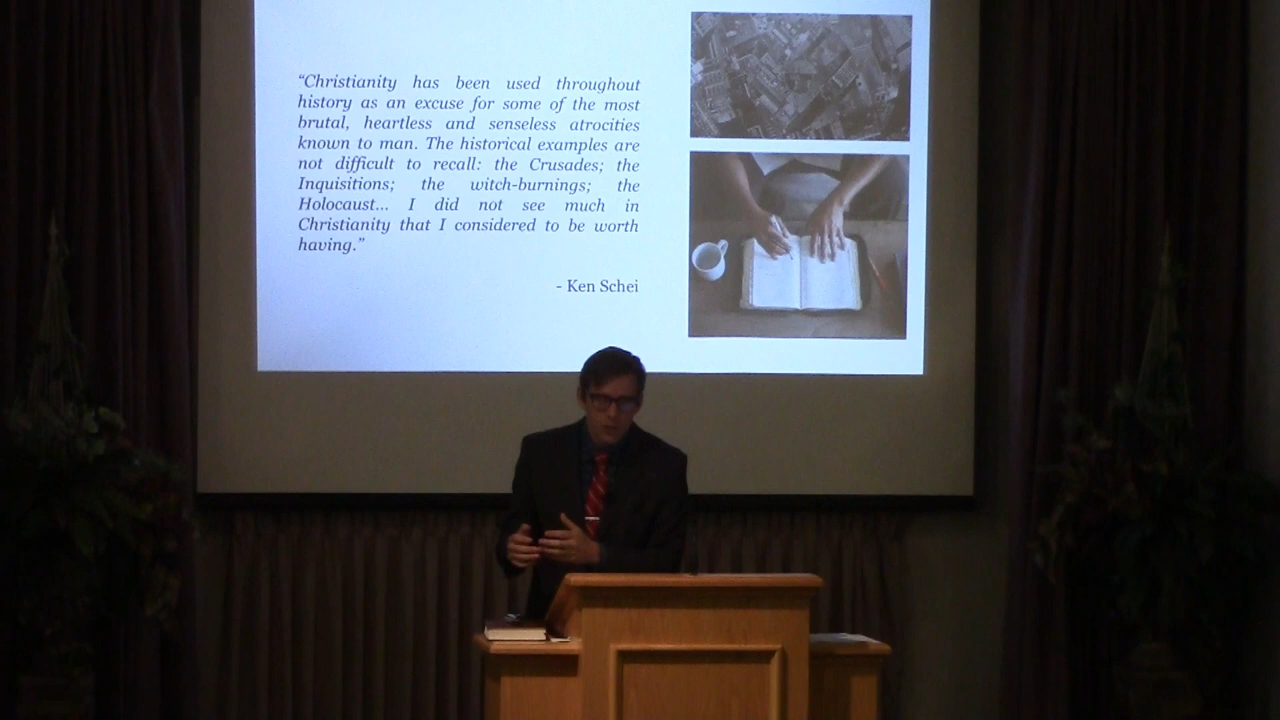 “Christianity has been used throughout
history as an excuse for some of the most
brutal, heartless and senseless atrocities
known to man. The historical examples are
not difficult to recall: the Crusades; the
Inquisitions; the witch-burnings; the
Holocaust... I did not see much in
Christianity that I considered to be worth
having.”
- Ken Schei